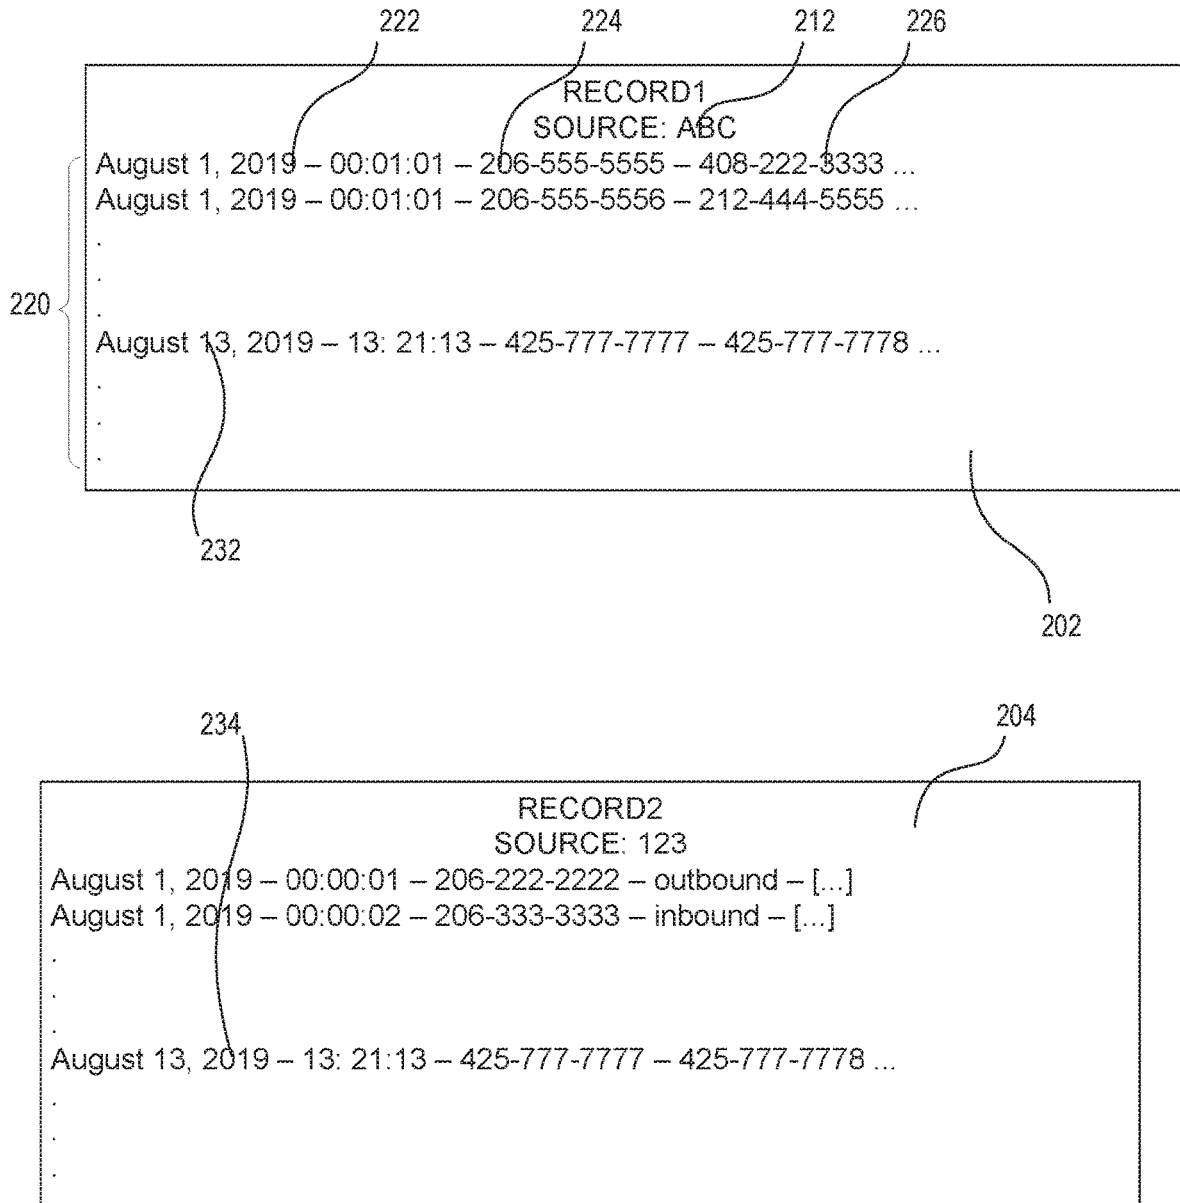 222 224 212 226
RECORD1
SOURCE: ABC
August 1, 2019 – 00:01:01 – 206-555-5555 – 408-222-3333 ...
August 1, 2019 – 00:01:01 – 206-555-5556 – 212-444-5555 ...
.
.
220
.
August 13, 2019 – 13: 21:13 – 425-777-7777 – 425-777-7778 ...
.
.
.
232
202
234 204
RECORD2
SOURCE: 123
August 1, 2019 – 00:00:01 – 206-222-2222 – outbound – [...]
August 1, 2019 – 00:00:02 – 206-333-3333 – inbound – [...]
.
.
.
August 13, 2019 – 13: 21:13 – 425-777-7777 – 425-777-7778 ...
.
.
.